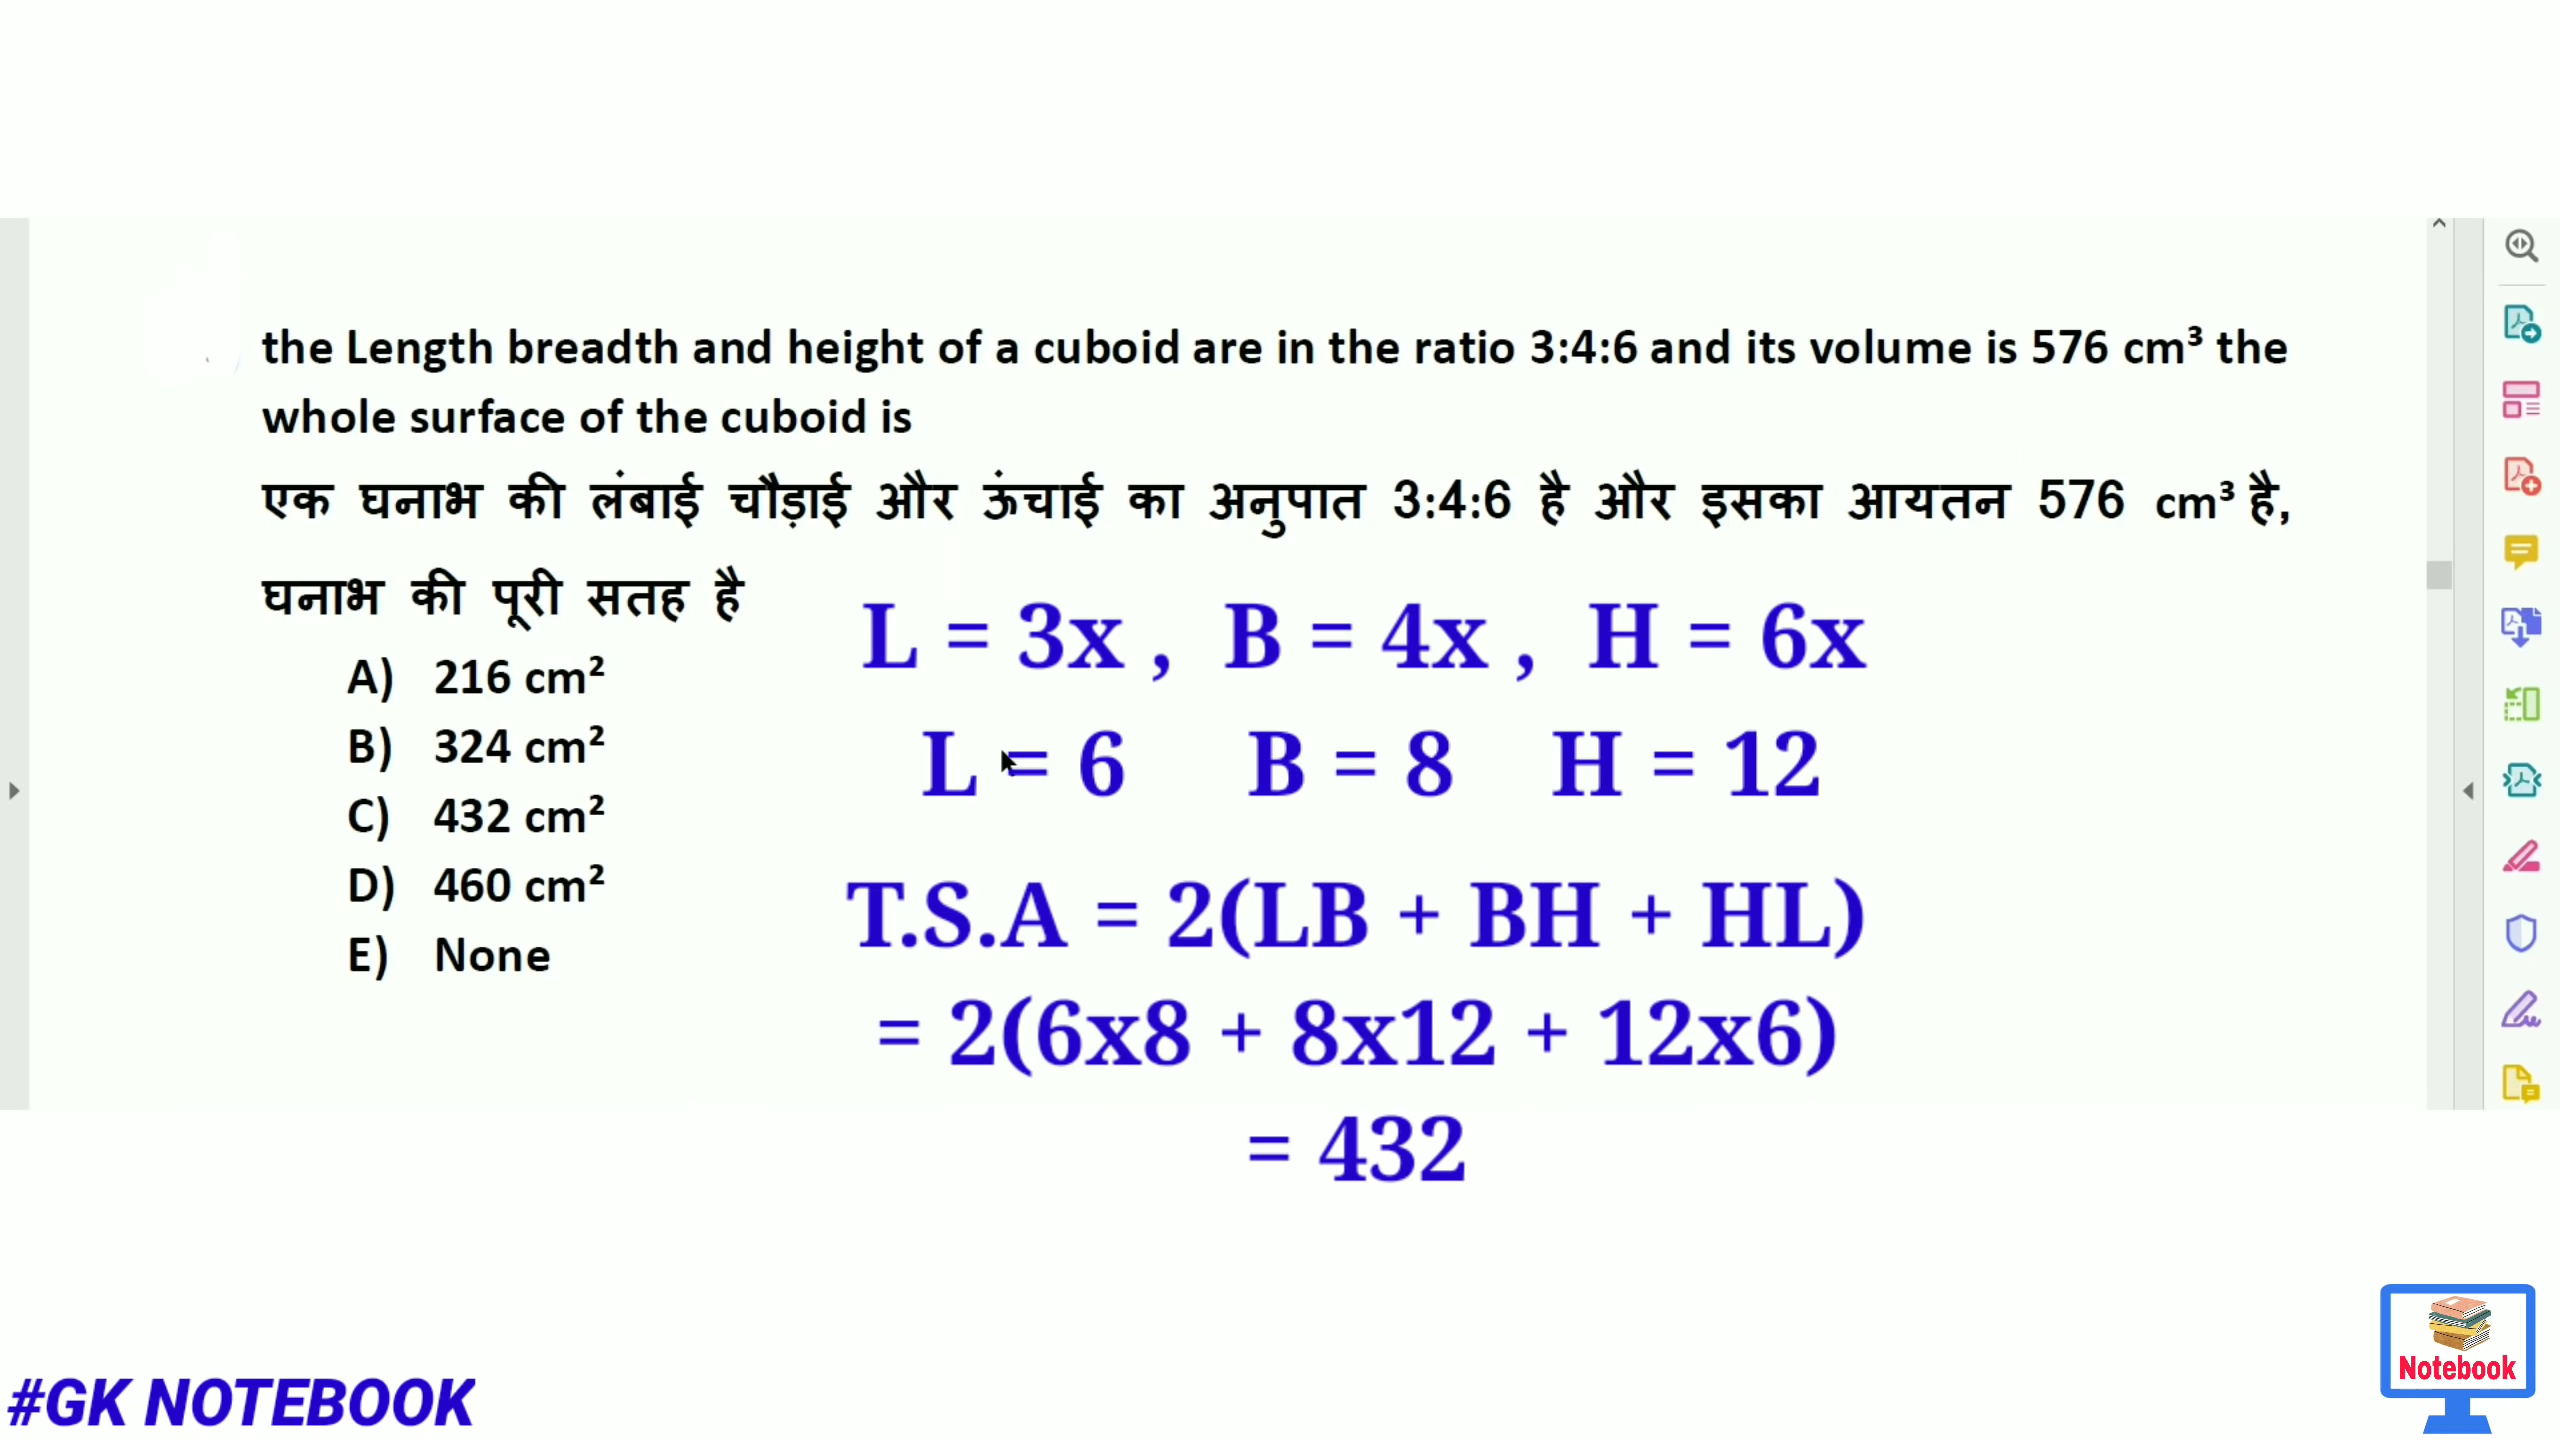 the Length breadth and height of a cuboid are in the ratio 3:4:6 and its volume is 576 cm³ the
whole surface of the cuboid is
एक घनाभ की लंबाई चौड़ाई और ऊंचाई का अनुपात 3:4:6 है और इसका आयतन 576 cm³ है,
घनाभ की पूरी सतह है
A) 216 cm²
B) 324 cm²
C) 432 cm²
D) 460 cm²
E) None
L = 3x , B = 4x , H = 6x
L = 6 B = 8 H = 12
T.S.A = 2(LB + BH + HL)
= 2(6x8 + 8x12 + 12x6)
= 432
#GK NOTEBOOK
Notebook